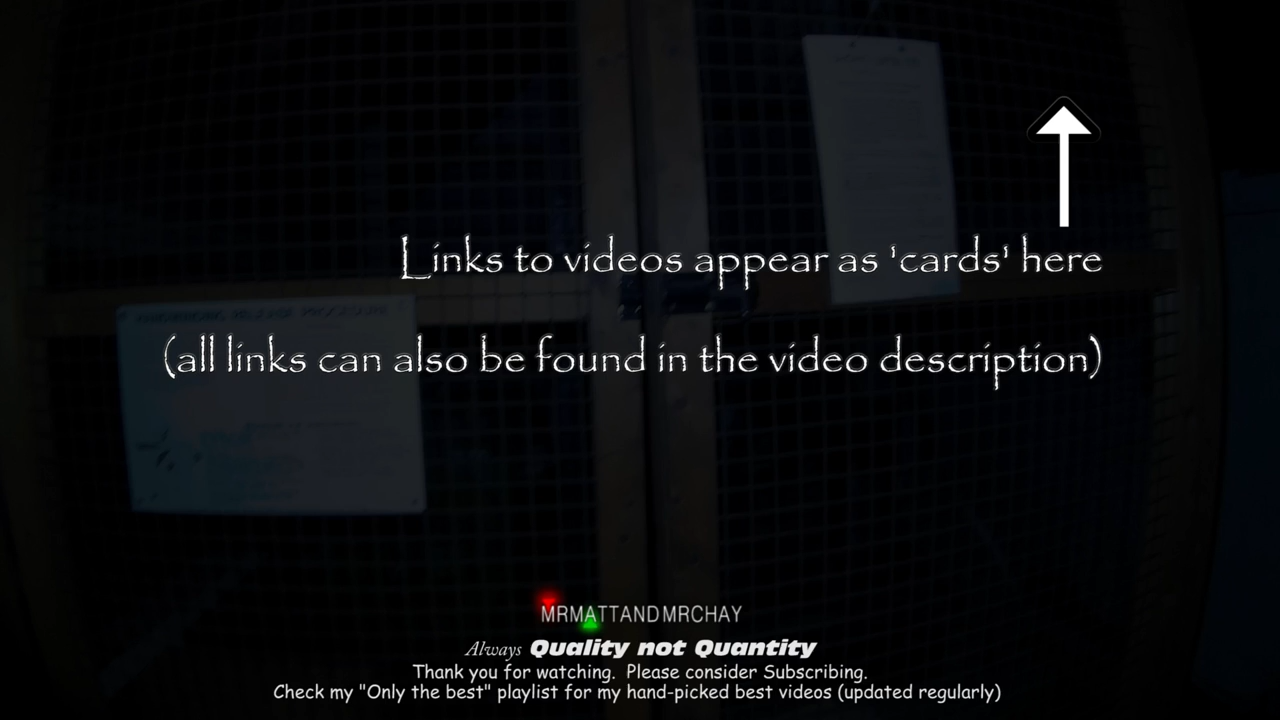 Links to videos appear as 'cards' here
(all links can also be found in the video description)
MRMATTANDMRCHAY
Always Quality not Quantity
Thank you for watching. Please consider Subscribing.
Check my "Only the best" playlist for my hand-picked best videos (updated regularly)